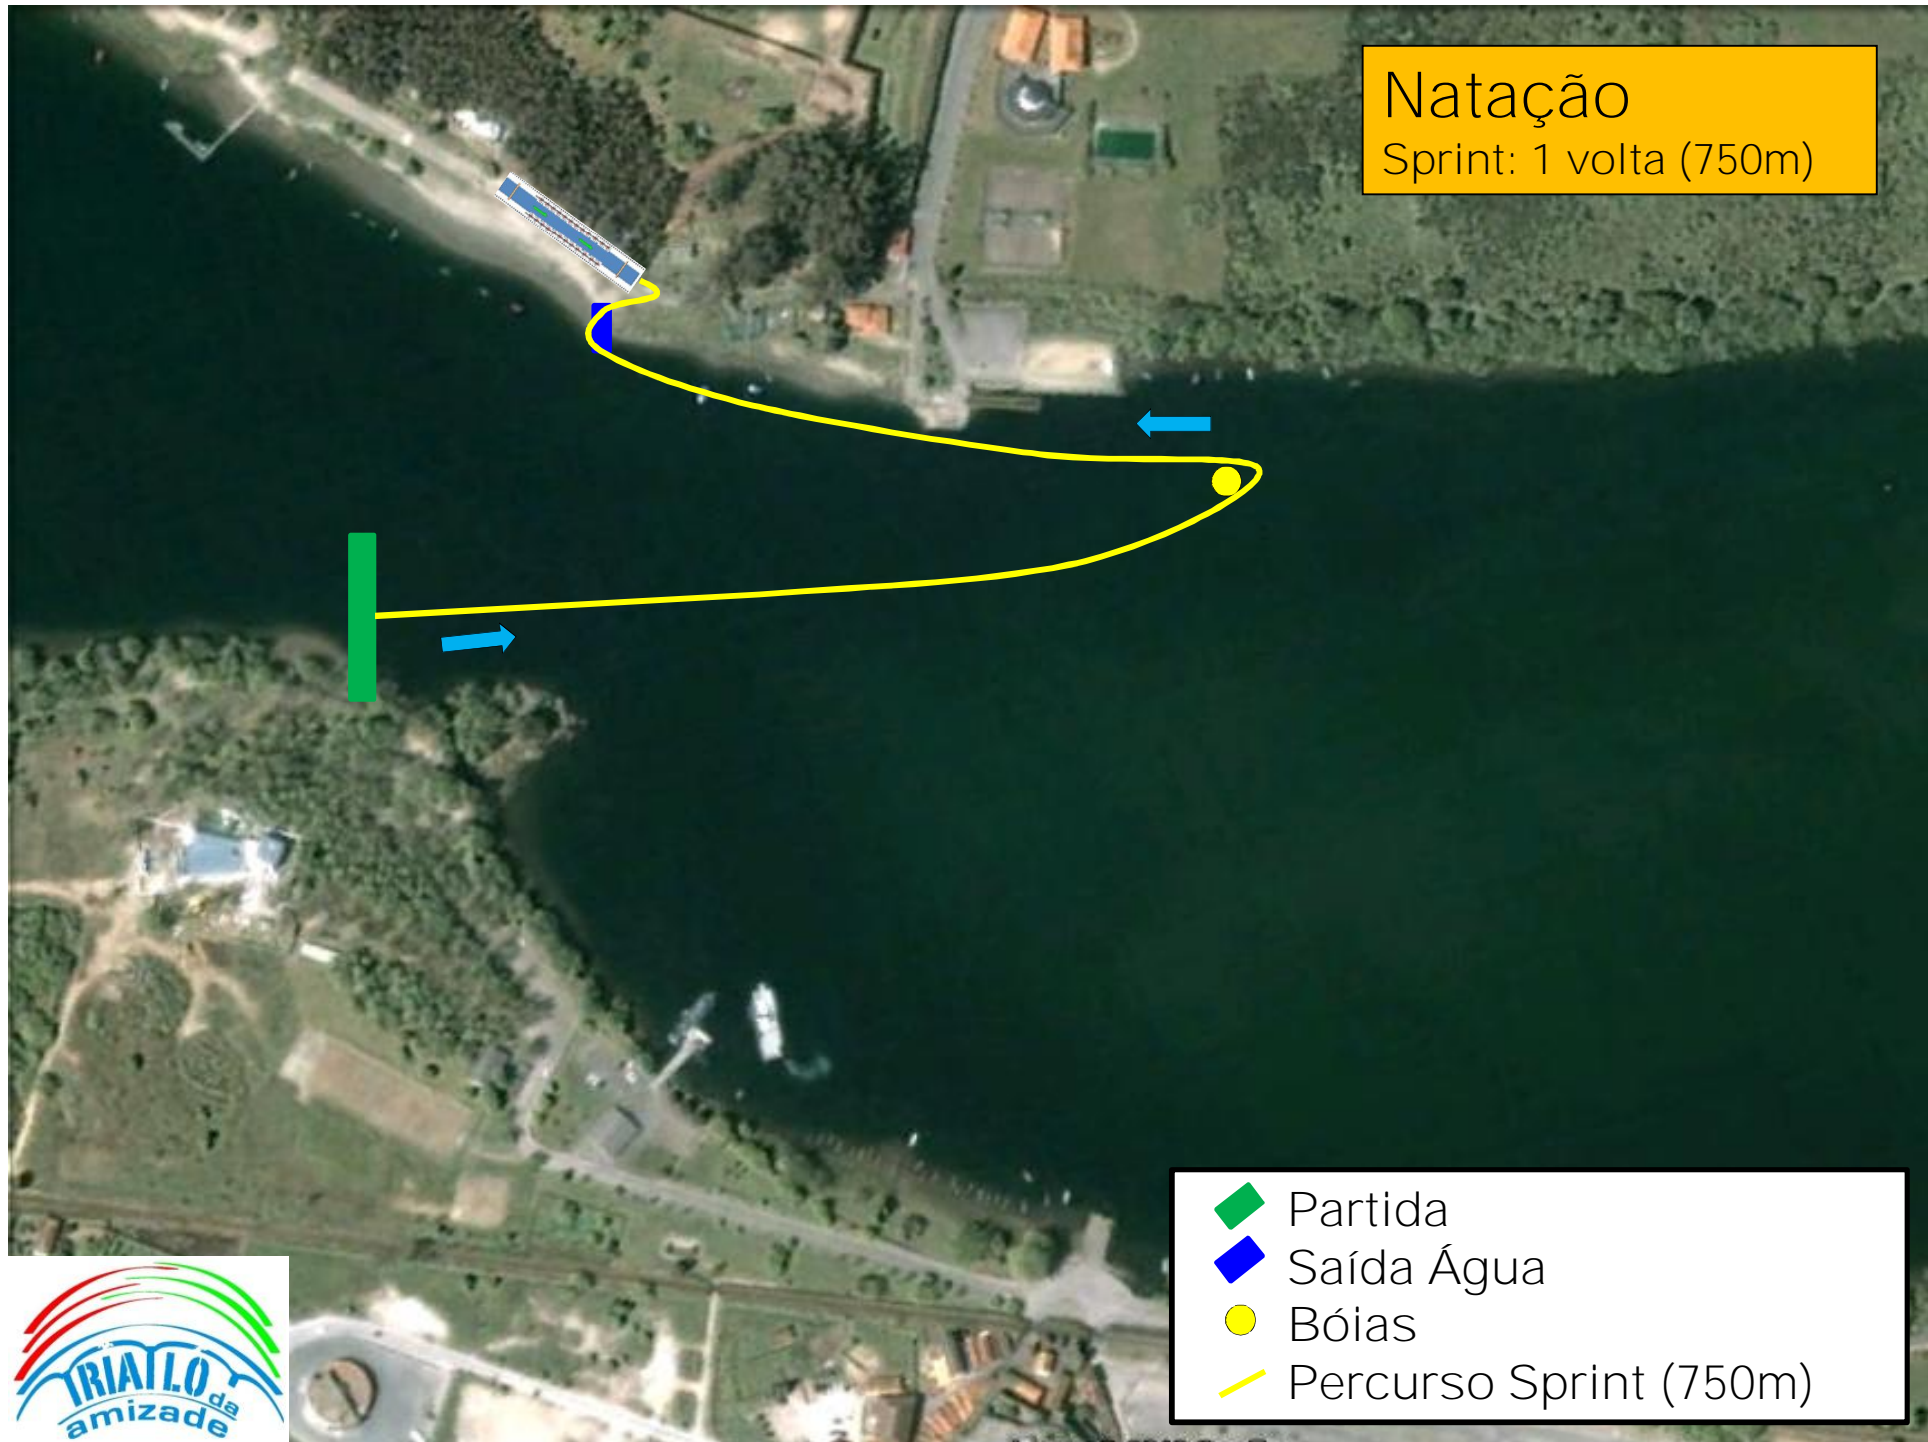 Natação
Sprint: 1 volta (750m)
Partida
Saída Água
Bóias
Percurso Sprint (750m)
TRIATLO
da
amizade